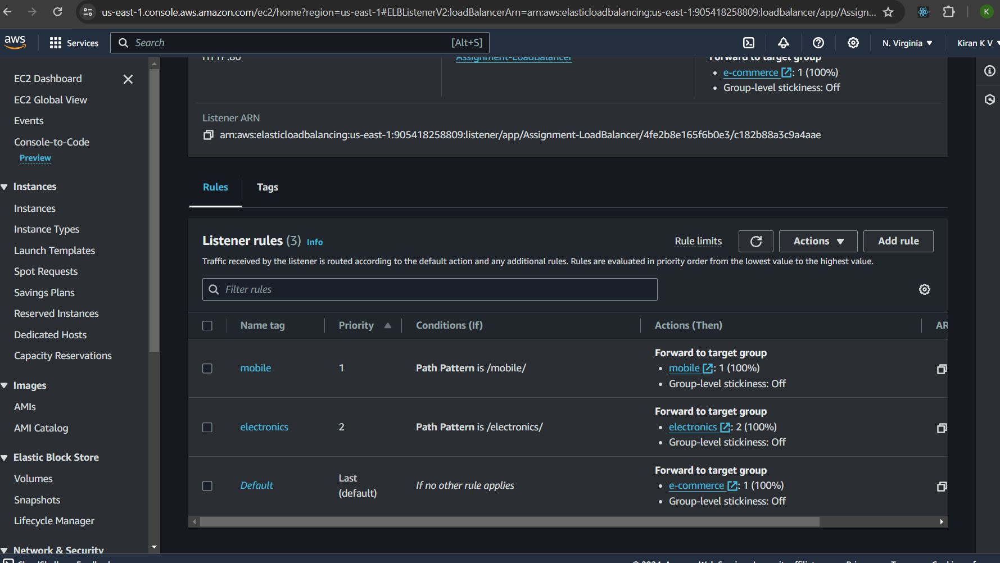 us-east-1.console.aws.amazon.com/ec2/home?region=us-east-1#ELBListenerV2:loadBalancerArn=arn:aws:elasticloadbalancing:us-east-1:905418258809:loadbalancer/app/Assign...
K
aws
Services
Search
[Alt+S]
N. Virginia
Kiran K V
EC2 Dashboard
EC2 Global View
Events
Console-to-Code
Preview
Instances
Instances
Instance Types
Launch Templates
Spot Requests
Savings Plans
Reserved Instances
Dedicated Hosts
Capacity Reservations
Images
AMIs
AMI Catalog
Elastic Block Store
Volumes
Snapshots
Lifecycle Manager
Network & Security
HTTP:80
Assignment-LoadBalancer
Forward to target group
• e-commerce : 1 (100%)
• Group-level stickiness: Off
Listener ARN
arn:aws:elasticloadbalancing:us-east-1:905418258809:listener/app/Assignment-LoadBalancer/4fe2b8e165f6b0e3/c182b88a3c9a4aae
Rules
Tags
Listener rules (3) Info
Rule limits
Actions
Add rule
Traffic received by the listener is routed according to the default action and any additional rules. Rules are evaluated in priority order from the lowest value to the highest value.
Filter rules
Name tag
Priority
Conditions (If)
Actions (Then)
AR
mobile
1
Path Pattern is /mobile/
Forward to target group
• mobile : 1 (100%)
• Group-level stickiness: Off
electronics
2
Path Pattern is /electronics/
Forward to target group
• electronics : 2 (100%)
• Group-level stickiness: Off
Default
Last
(default)
If no other rule applies
Forward to target group
• e-commerce : 1 (100%)
• Group-level stickiness: Off